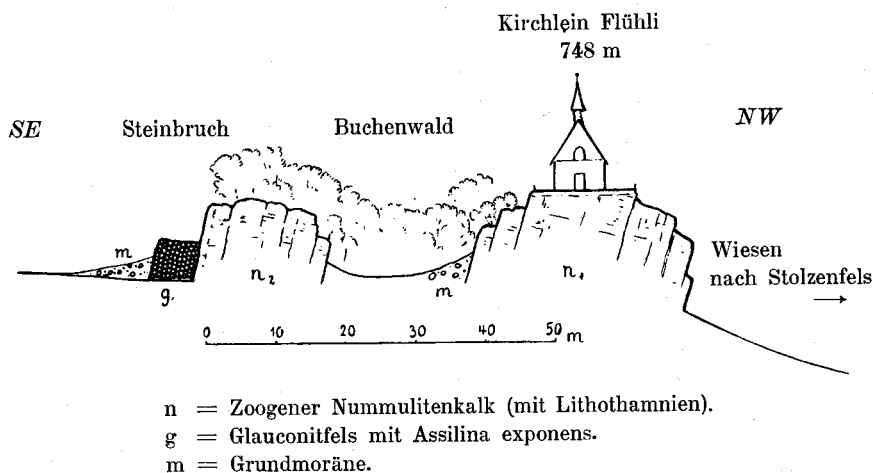 Kirchlein Flühli
748 m
SE
Steinbruch
Buchenwald
NW
m
g
n₂
m
n₁
Wiesen
nach Stolzenfels
0 10 20 30 40 50 m
n = Zoogener Nummulitenkalk (mit Lithothamnien).
g = Glauconitfels mit Assilina exponens.
m = Grundmoräne.